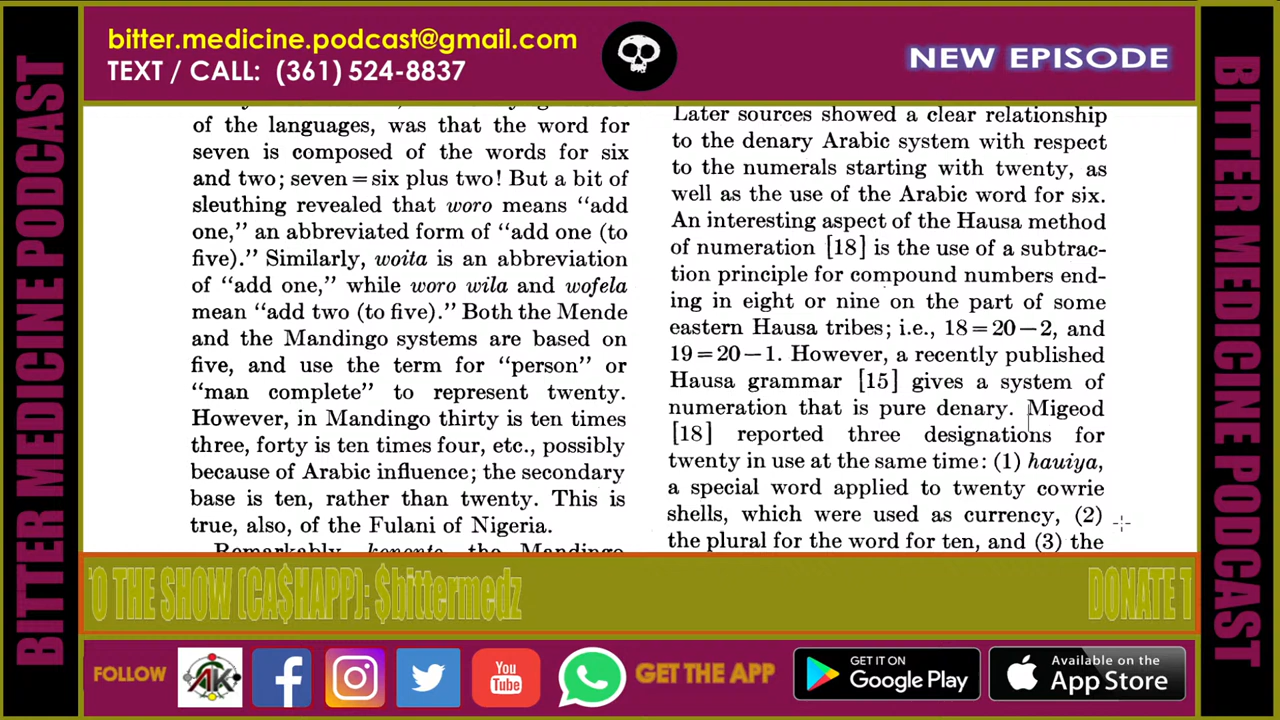 bitter.medicine.podcast@gmail.com
TEXT / CALL: (361) 524-8837
NEW EPISODE
BITTER MEDICINE PODCAST
of the languages, was that the word for
seven is composed of the words for six
and two; seven = six plus two! But a bit of
sleuthing revealed that woro means “add
one,” an abbreviated form of “add one (to
five).” Similarly, woita is an abbreviation
of “add one,” while woro wila and wofela
mean “add two (to five).” Both the Mende
and the Mandingo systems are based on
five, and use the term for “person” or
“man complete” to represent twenty.
However, in Mandingo thirty is ten times
three, forty is ten times four, etc., possibly
because of Arabic influence; the secondary
base is ten, rather than twenty. This is
true, also, of the Fulani of Nigeria.
Remarkably konente the Mandingo
Later sources showed a clear relationship
to the denary Arabic system with respect
to the numerals starting with twenty, as
well as the use of the Arabic word for six.
An interesting aspect of the Hausa method
of numeration [18] is the use of a subtrac-
tion principle for compound numbers end-
ing in eight or nine on the part of some
eastern Hausa tribes; i.e., 18 = 20 − 2, and
19 = 20 − 1. However, a recently published
Hausa grammar [15] gives a system of
numeration that is pure denary. Migeod
[18] reported three designations for
twenty in use at the same time: (1) hauiya,
a special word applied to twenty cowrie
shells, which were used as currency, (2)
the plural for the word for ten, and (3) the
BITTER MEDICINE PODCAST
O THE SHOW (CA$HAPP): $bittermedz
DONATE T
FOLLOW
ATK
You
Tube
GET THE APP
GET IT ON
Google Play
Available on the
App Store